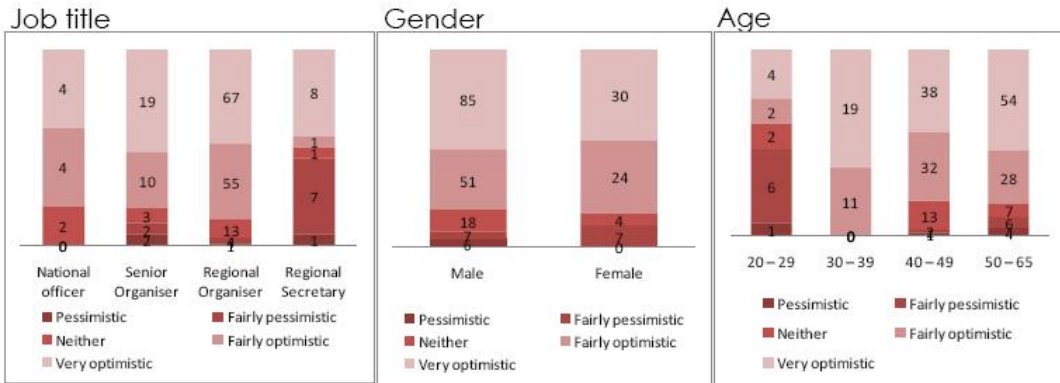 Job title
4
19
67
8
4
10
55
1
1
2
3
13
7
2
0
2
1
1
National officer
Senior Organiser
Regional Organiser
Regional Secretary
Pessimistic
Fairly pessimistic
Neither
Fairly optimistic
Very optimistic
Gender
85
30
51
24
18
4
7
7
6
0
Male
Female
Pessimistic
Fairly pessimistic
Neither
Fairly optimistic
Very optimistic
Age
4
19
38
54
2
11
32
28
2
13
7
6
6
1
0
1
4
20–29
30–39
40–49
50–65
Pessimistic
Fairly pessimistic
Neither
Fairly optimistic
Very optimistic